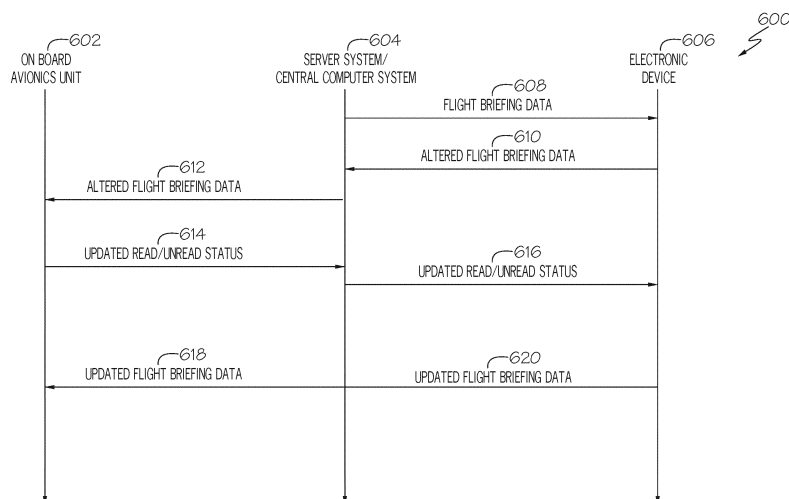 600
602
ON BOARD
AVIONICS UNIT
604
SERVER SYSTEM/
CENTRAL COMPUTER SYSTEM
606
ELECTRONIC
DEVICE
608
FLIGHT BRIEFING DATA
610
ALTERED FLIGHT BRIEFING DATA
612
ALTERED FLIGHT BRIEFING DATA
614
UPDATED READ/UNREAD STATUS
616
UPDATED READ/UNREAD STATUS
618
UPDATED FLIGHT BRIEFING DATA
620
UPDATED FLIGHT BRIEFING DATA